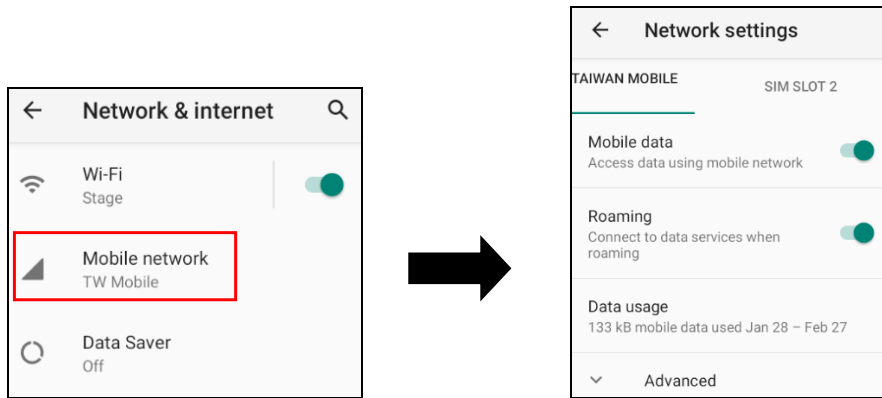 Network & internet
Wi-Fi
Stage
Mobile network
TW Mobile
Data Saver
Off
Network settings
TAIWAN MOBILE
SIM SLOT 2
Mobile data
Access data using mobile network
Roaming
Connect to data services when
roaming
Data usage
133 kB mobile data used Jan 28 – Feb 27
Advanced